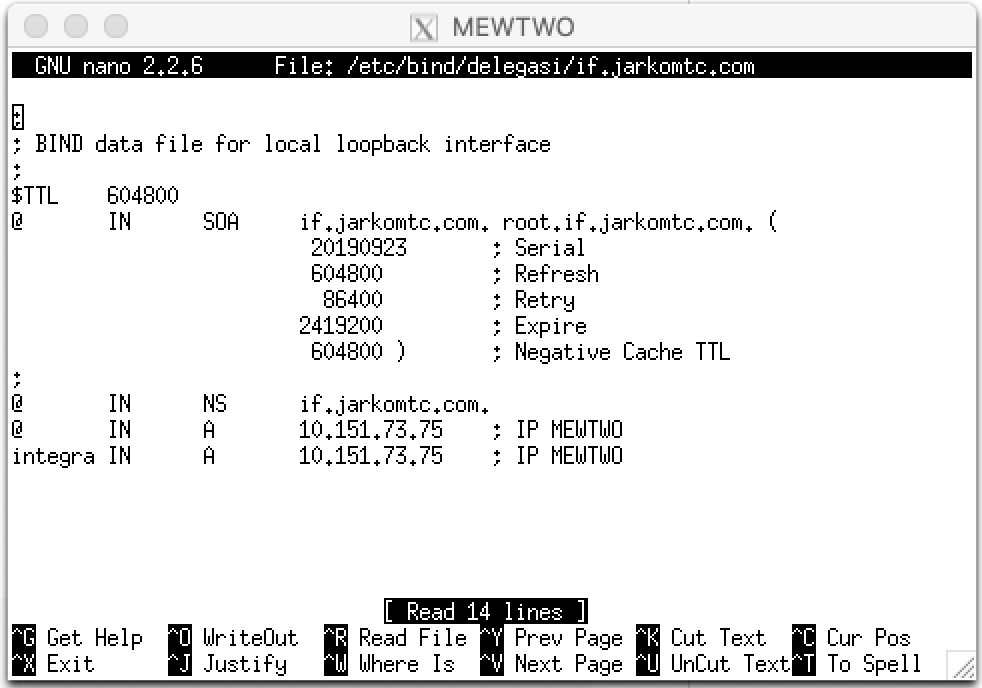 MEWTWO
GNU nano 2.2.6 File: /etc/bind/delegasi/if.jarkomtc.com
;
; BIND data file for local loopback interface
;
$TTL 604800
@ IN SOA if.jarkomtc.com. root.if.jarkomtc.com. (
20190923 ; Serial
604800 ; Refresh
86400 ; Retry
2419200 ; Expire
604800 ) ; Negative Cache TTL
;
@ IN NS if.jarkomtc.com.
@ IN A 10.151.73.75 ; IP MEWTWO
integra IN A 10.151.73.75 ; IP MEWTWO
[ Read 14 lines ]
^G Get Help ^O WriteOut ^R Read File ^Y Prev Page ^K Cut Text ^C Cur Pos
^X Exit ^J Justify ^W Where Is ^V Next Page ^U UnCut Text ^T To Spell